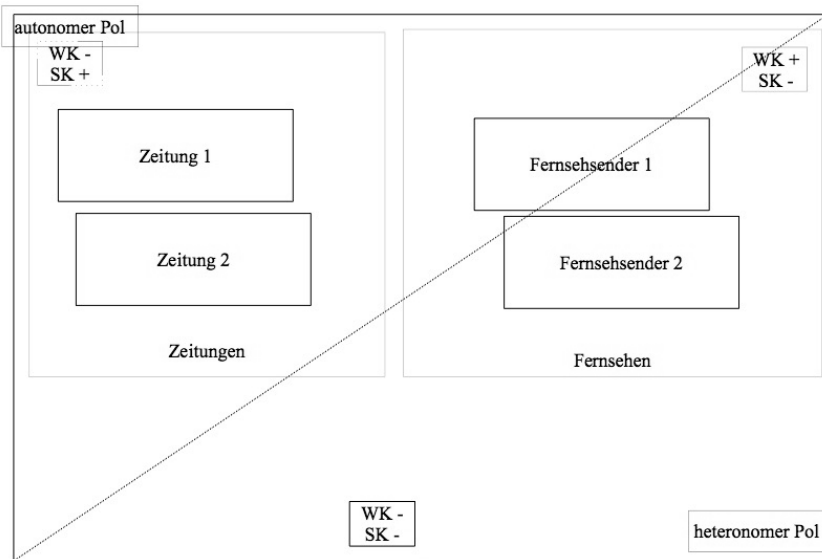 autonomer Pol
WK -
SK +
WK +
SK -
Zeitung 1
Fernsehsender 1
Zeitung 2
Fernsehsender 2
Zeitungen
Fernsehen
WK -
SK -
heteronomer Pol